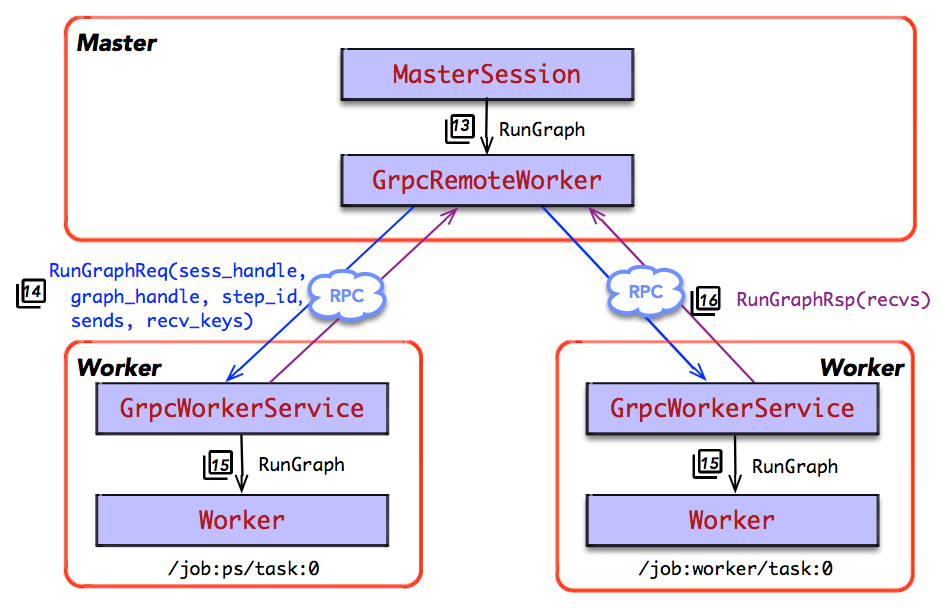 Master
MasterSession
13
RunGraph
GrpcRemoteWorker
14
RunGraphReq(sess_handle,
graph_handle, step_id,
sends, recv_keys)
RPC
RPC
16
RunGraphRsp(recvs)
Worker
GrpcWorkerService
15
RunGraph
Worker
/job:ps/task:0
Worker
GrpcWorkerService
15
RunGraph
Worker
/job:worker/task:0